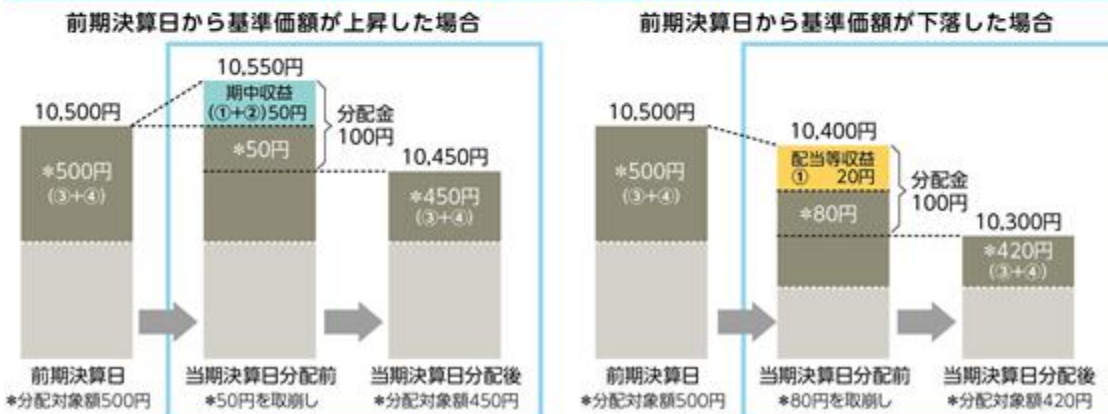 前期決算日から基準価額が上昇した場合
10,550円
10,500円
期中収益
(①+②)50円
分配金
100円
*500円
(③+④)
*50円
10,450円
*450円
(③+④)
前期決算日
*分配対象額500円
当期決算日分配前
*50円を取崩し
当期決算日分配後
*分配対象額450円
前期決算日から基準価額が下落した場合
10,500円
10,400円
*500円
(③+④)
配当等収益
① 20円
分配金
100円
*80円
10,300円
*420円
(③+④)
前期決算日
*分配対象額500円
当期決算日分配前
*80円を取崩し
当期決算日分配後
*分配対象額420円